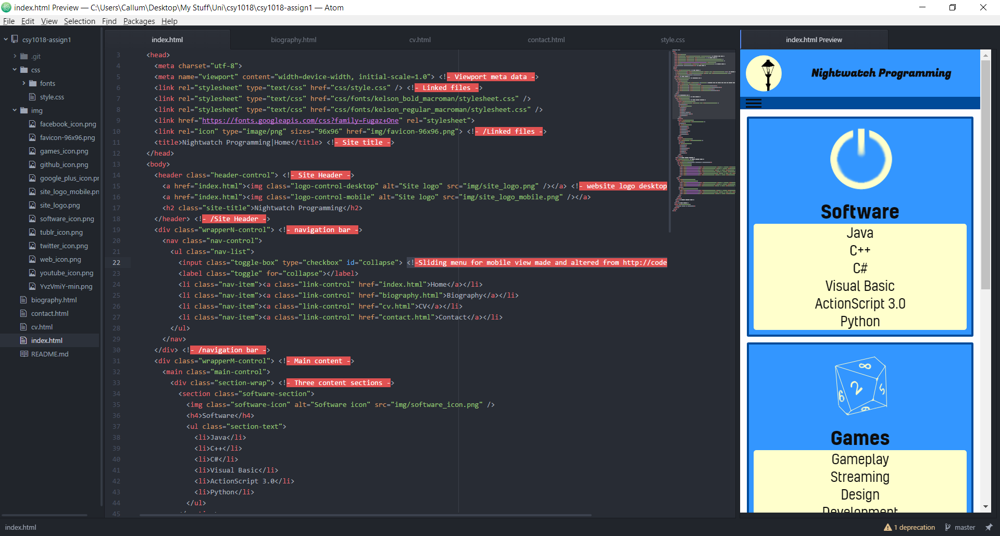 index.html Preview — C:\Users\Callum\Desktop\My Stuff\Uni\csy1018\csy1018-assign1 — Atom
File Edit View Selection Find Packages Help
csy1018-assign1
.git
css
fonts
style.css
img
facebook_icon.png
favicon-96x96.png
games_icon.png
github_icon.png
google_plus_icon.pr
site_logo_mobile.pn
site_logo.png
software_icon.png
tublr_icon.png
twitter_icon.png
web_icon.png
youtube_icon.png
YvzVmiY-min.png
biography.html
contact.html
cv.html
index.html
README.md
index.html biography.html cv.html contact.html style.css
3 <head>
4 <meta charset="utf-8">
5 <meta name="viewport" content="width=device-width, initial-scale=1.0"> <!- Viewport meta data ->
6 <link rel="stylesheet" type="text/css" href="css/style.css" /> <!- Linked files ->
7 <link rel="stylesheet" type="text/css" href="css/fonts/kelson_bold_macroman/stylesheet.css" />
8 <link rel="stylesheet" type="text/css" href="css/fonts/kelson_regular_macroman/stylesheet.css" />
9 <link href="https://fonts.googleapis.com/css?family=Fugaz+One" rel="stylesheet">
10 <link rel="icon" type="image/png" sizes="96x96" href="img/favicon-96x96.png"> <!- /Linked files ->
11 <title>Nightwatch Programming|Home</title> <!- Site title ->
12 </head>
13 <body>
14 <header class="header-control"> <!- Site Header ->
15 <a href="index.html"><img class="logo-control-desktop" alt="Site logo" src="img/site_logo.png" /></a> <!- website logo desktop
16 <a href="index.html"><img class="logo-control-mobile" alt="Site logo" src="img/site_logo_mobile.png" /></a>
17 <h2 class="site-title">Nightwatch Programming</h2>
18 </header> <!- /Site Header ->
19 <div class="wrapperN-control"> <!- navigation bar ->
20 <nav class="nav-control">
21 <ul class="nav-list">
22 <input class="toggle-box" type="checkbox" id="collapse"> <!-Sliding menu for mobile view made and altered from http://code
23 <label class="toggle" for="collapse"></label>
24 <li class="nav-item"><a class="link-control" href="index.html">Home</a></li>
25 <li class="nav-item"><a class="link-control" href="biography.html">Biography</a></li>
26 <li class="nav-item"><a class="link-control" href="cv.html">CV</a></li>
27 <li class="nav-item"><a class="link-control" href="contact.html">Contact</a></li>
28 </ul>
29 </nav>
30 </div> <!- /navigation bar ->
31 <div class="wrapperM-control"> <!- Main content ->
32 <main class="main-control">
33 <div class="section-wrap"> <!- Three content sections ->
34 <section class="software-section">
35 <img class="software-icon" alt="Software icon" src="img/software_icon.png" />
36 <h4>Software</h4>
37 <ul class="section-text">
38 <li>Java</li>
39 <li>C++</li>
40 <li>C#</li>
41 <li>Visual Basic</li>
42 <li>ActionScript 3.0</li>
43 <li>Python</li>
44 </ul>
45
index.html Preview
Nightwatch Programming
Software
Java
C++
C#
Visual Basic
ActionScript 3.0
Python
∞
2
5
6
Games
Gameplay
Streaming
Design
Development
index.html
1 deprecation master